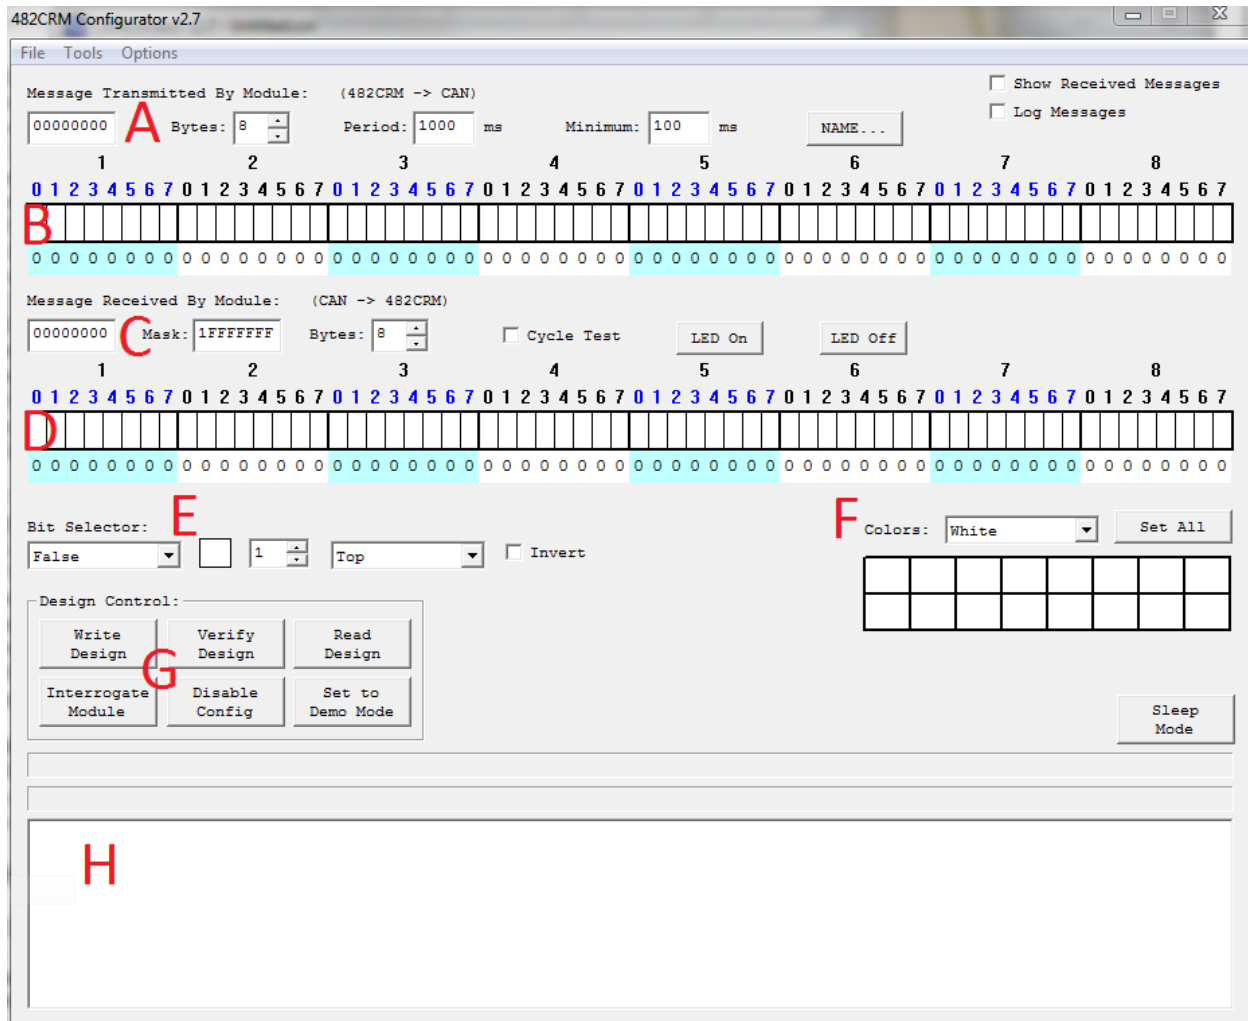 482CRM Configurator v2.7
File Tools Options
Message Transmitted By Module: (482CRM -> CAN)
Show Received Messages
Log Messages
00000000 A Bytes: 8 Period: 1000 ms Minimum: 100 ms NAME...
1 2 3 4 5 6 7 8
0 1 2 3 4 5 6 7 0 1 2 3 4 5 6 7 0 1 2 3 4 5 6 7 0 1 2 3 4 5 6 7 0 1 2 3 4 5 6 7 0 1 2 3 4 5 6 7 0 1 2 3 4 5 6 7 0 1 2 3 4 5 6 7
B
0 0 0 0 0 0 0 0 0 0 0 0 0 0 0 0 0 0 0 0 0 0 0 0 0 0 0 0 0 0 0 0 0 0 0 0 0 0 0 0 0 0 0 0 0 0 0 0 0 0 0 0 0 0 0 0 0 0 0 0 0 0 0 0
Message Received By Module: (CAN -> 482CRM)
00000000 C Mask: 1FFFFFFF Bytes: 8 Cycle Test LED On LED Off
1 2 3 4 5 6 7 8
0 1 2 3 4 5 6 7 0 1 2 3 4 5 6 7 0 1 2 3 4 5 6 7 0 1 2 3 4 5 6 7 0 1 2 3 4 5 6 7 0 1 2 3 4 5 6 7 0 1 2 3 4 5 6 7 0 1 2 3 4 5 6 7
D
0 0 0 0 0 0 0 0 0 0 0 0 0 0 0 0 0 0 0 0 0 0 0 0 0 0 0 0 0 0 0 0 0 0 0 0 0 0 0 0 0 0 0 0 0 0 0 0 0 0 0 0 0 0 0 0 0 0 0 0 0 0 0 0
Bit Selector: E
False 1 Top Invert
F Colors: White Set All
Design Control:
Write Design
Verify Design
Read Design
G
Interrogate Module
Disable Config
Set to Demo Mode
Sleep Mode
H